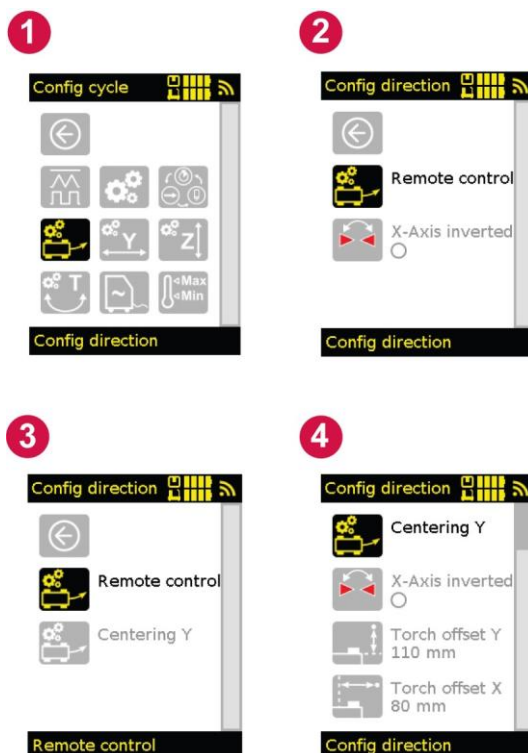 1
Config cycle
Y
Z
T
Max
Min
Config direction
2
Config direction
Remote control
X-Axis inverted
Config direction
3
Config direction
Remote control
Centering Y
Remote control
4
Config direction
Centering Y
X-Axis inverted
Torch offset Y
110 mm
Torch offset X
80 mm
Config direction